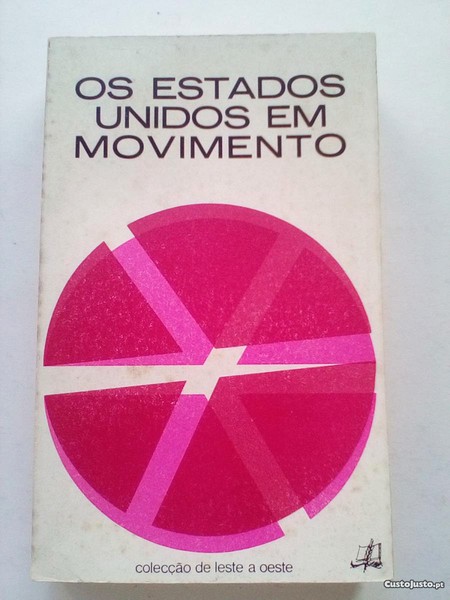 OS ESTADOS
UNIDOS EM
MOVIMENTO
colecção de leste a oeste
CustoJusto.pt